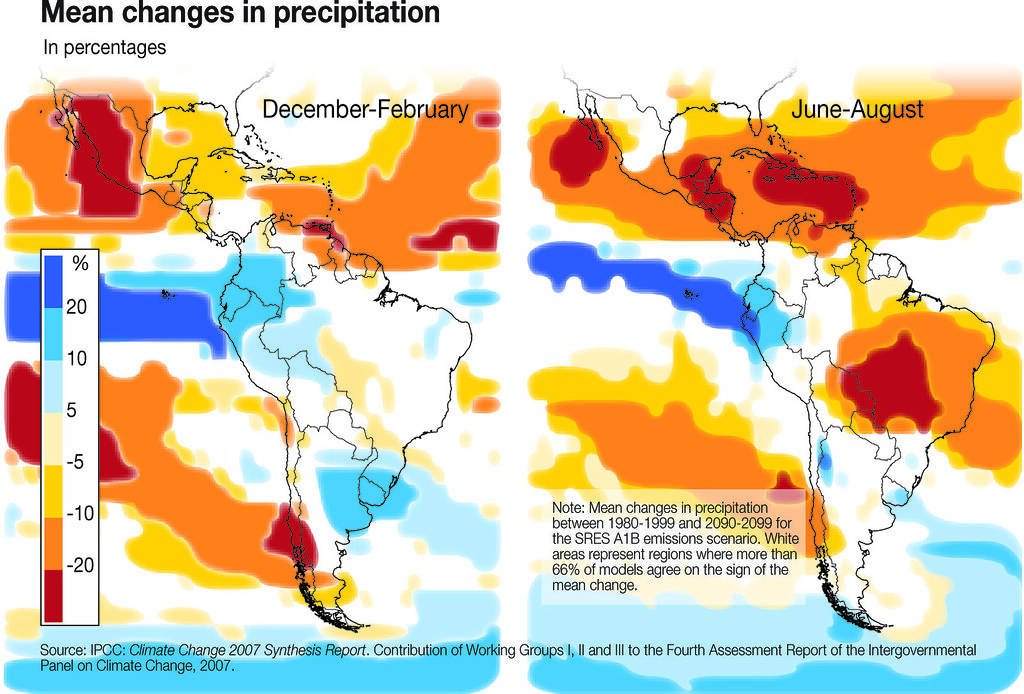 Mean changes in precipitation
In percentages
December-February
June-August
%
20
10
5
-5
-10
-20
Note: Mean changes in precipitation
between 1980-1999 and 2090-2099 for
the SRES A1B emissions scenario. White
areas represent regions where more than
66% of models agree on the sign of the
mean change.
Source: IPCC: Climate Change 2007 Synthesis Report. Contribution of Working Groups I, II and III to the Fourth Assessment Report of the Intergovernmental
Panel on Climate Change, 2007.